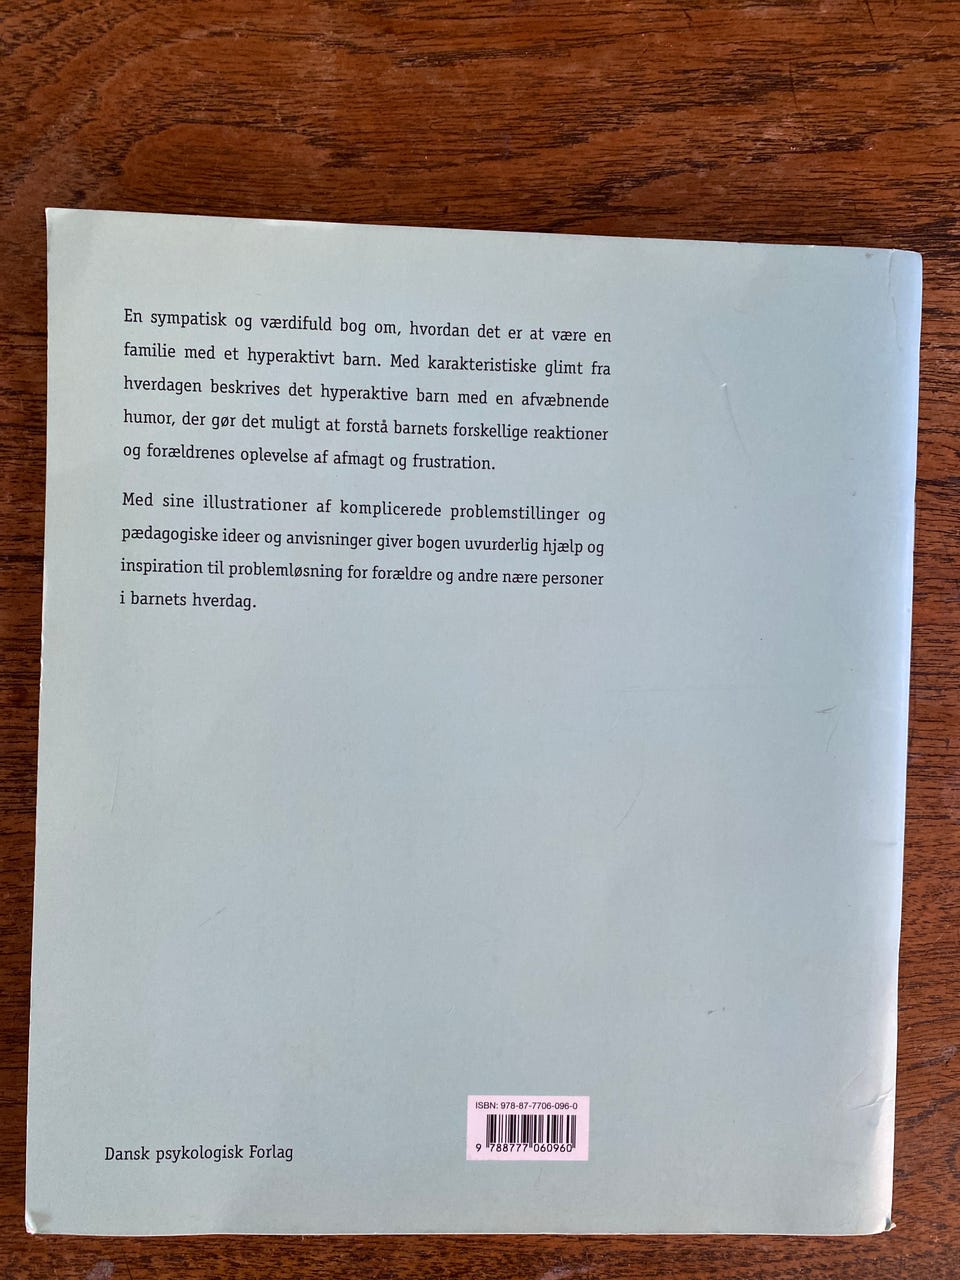 En sympatisk og værdifuld bog om, hvordan det er at være en
familie med et hyperaktivt barn. Med karakteristiske glimt fra
hverdagen beskrives det hyperaktive barn med en afvæbnende
humor, der gør det muligt at forstå barnets forskellige reaktioner
og forældrenes oplevelse af afmagt og frustration.
Med sine illustrationer af komplicerede problemstillinger og
pædagogiske ideer og anvisninger giver bogen uvurderlig hjælp og
inspiration til problemløsning for forældre og andre nære personer
i barnets hverdag.
ISBN: 978-87-7706-096-0
9 788777 060960
Dansk psykologisk Forlag